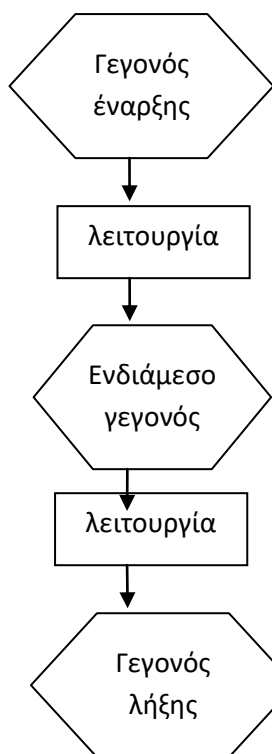 Γεγονός
έναρξης
λειτουργία
Ενδιάμεσο
γεγονός
λειτουργία
Γεγονός
λήξης